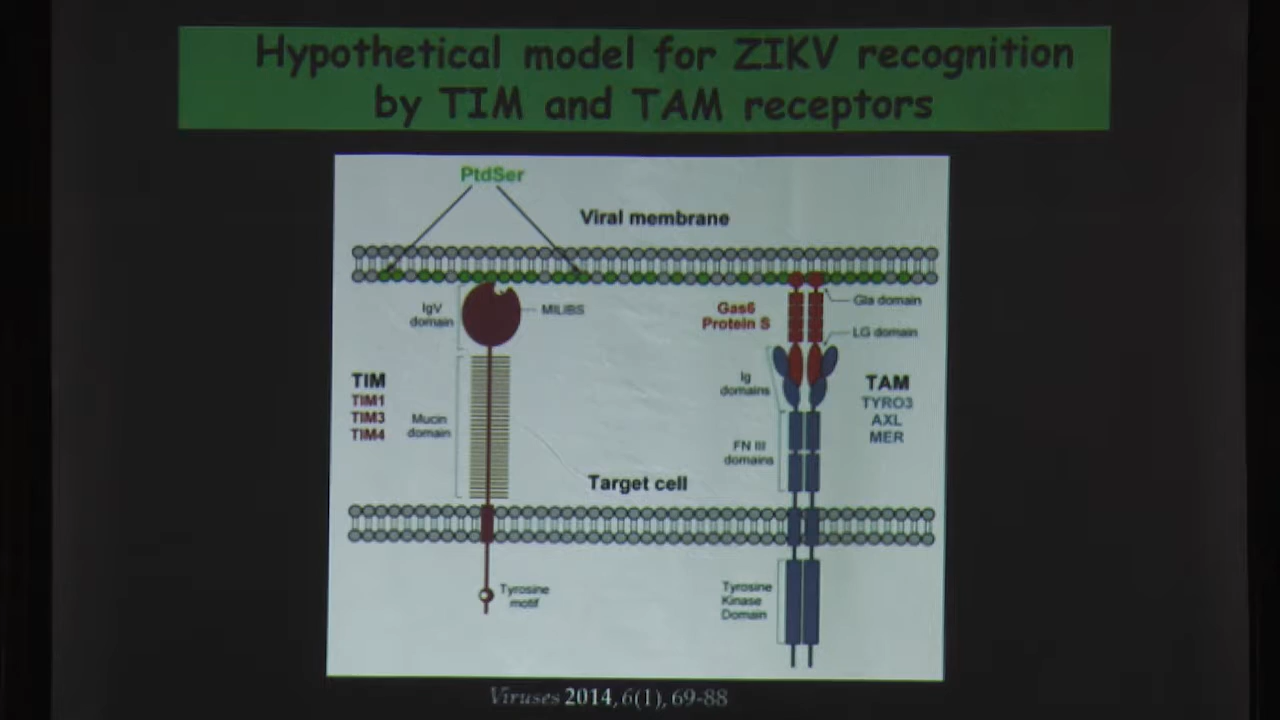 Hypothetical model for ZIKV recognition
by TIM and TAM receptors
PtdSer
Viral membrane
IgV
domain
MILIBS
Gas6
Protein S
Gla domain
LG domain
TIM
TIM1
TIM3
TIM4
Mucin
domain
Ig
domains
TAM
TYRO3
AXL
MER
FN III
domains
Target cell
Tyrosine
motif
Tyrosine
Kinase
Domain
Viruses 2014, 6(1), 69-88